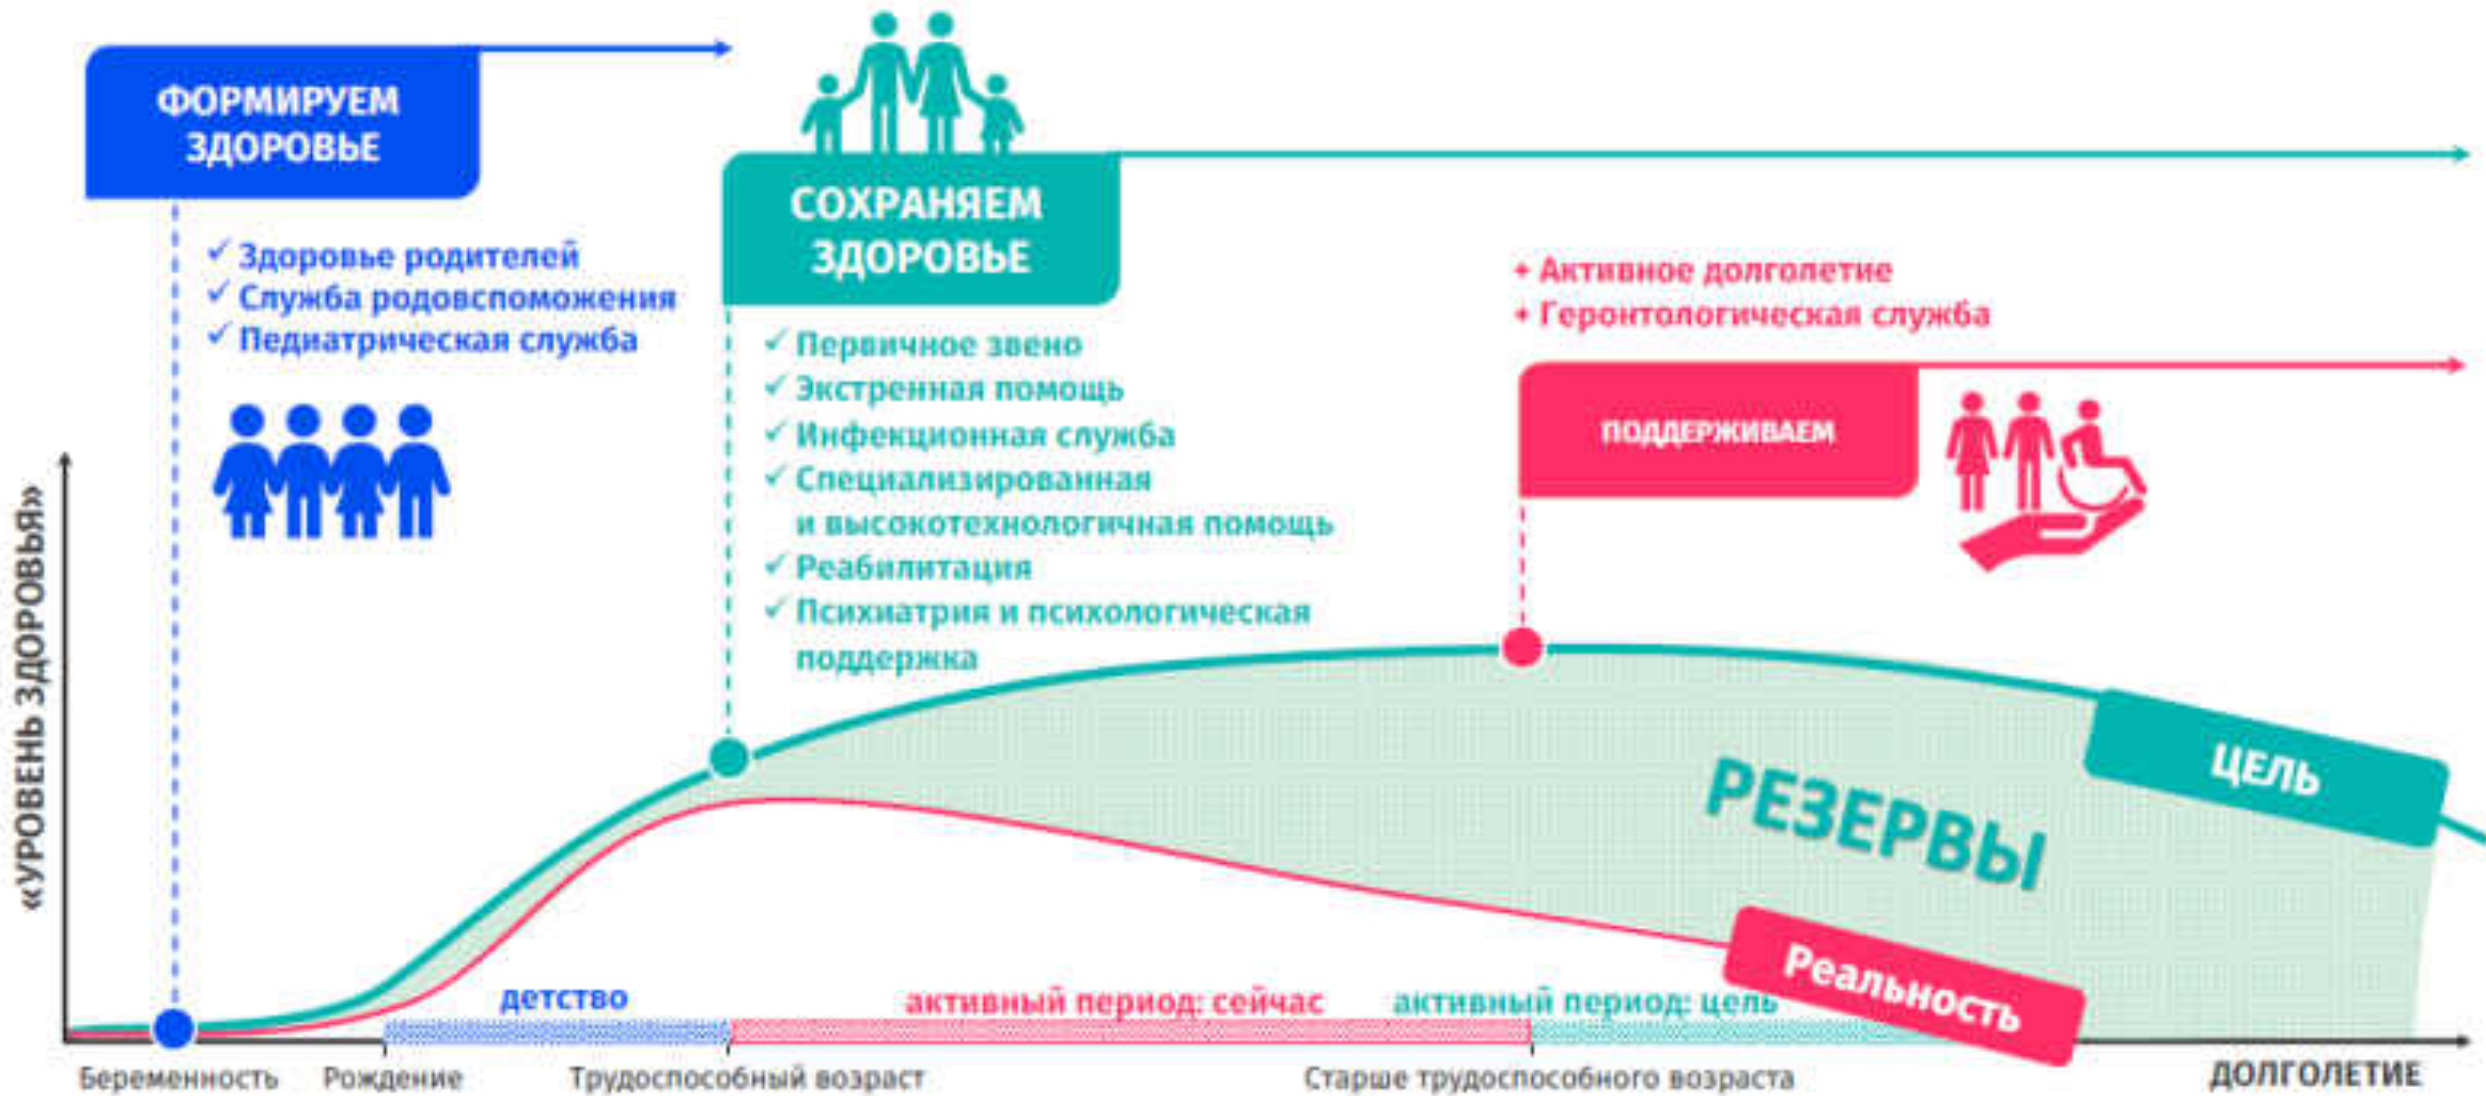 ФОРМИРУЕМ
ЗДОРОВЬЕ
✓ Здоровье родителей
✓ Служба родовспоможения
✓ Педиатрическая служба
СОХРАНЯЕМ
ЗДОРОВЬЕ
✓ Первичное звено
✓ Экстренная помощь
✓ Инфекционная служба
✓ Специализированная
и высокотехнологичная помощь
✓ Реабилитация
✓ Психиатрия и психологическая
поддержка
+ Активное долголетие
+ Геронтологическая служба
ПОДДЕРЖИВАЕМ
«УРОВЕНЬ ЗДОРОВЬЯ»
ЦЕЛЬ
РЕЗЕРВЫ
Реальность
детство
активный период: сейчас
активный период: цель
Беременность
Рождение
Трудоспособный возраст
Старше трудоспособного возраста
ДОЛГОЛЕТИЕ